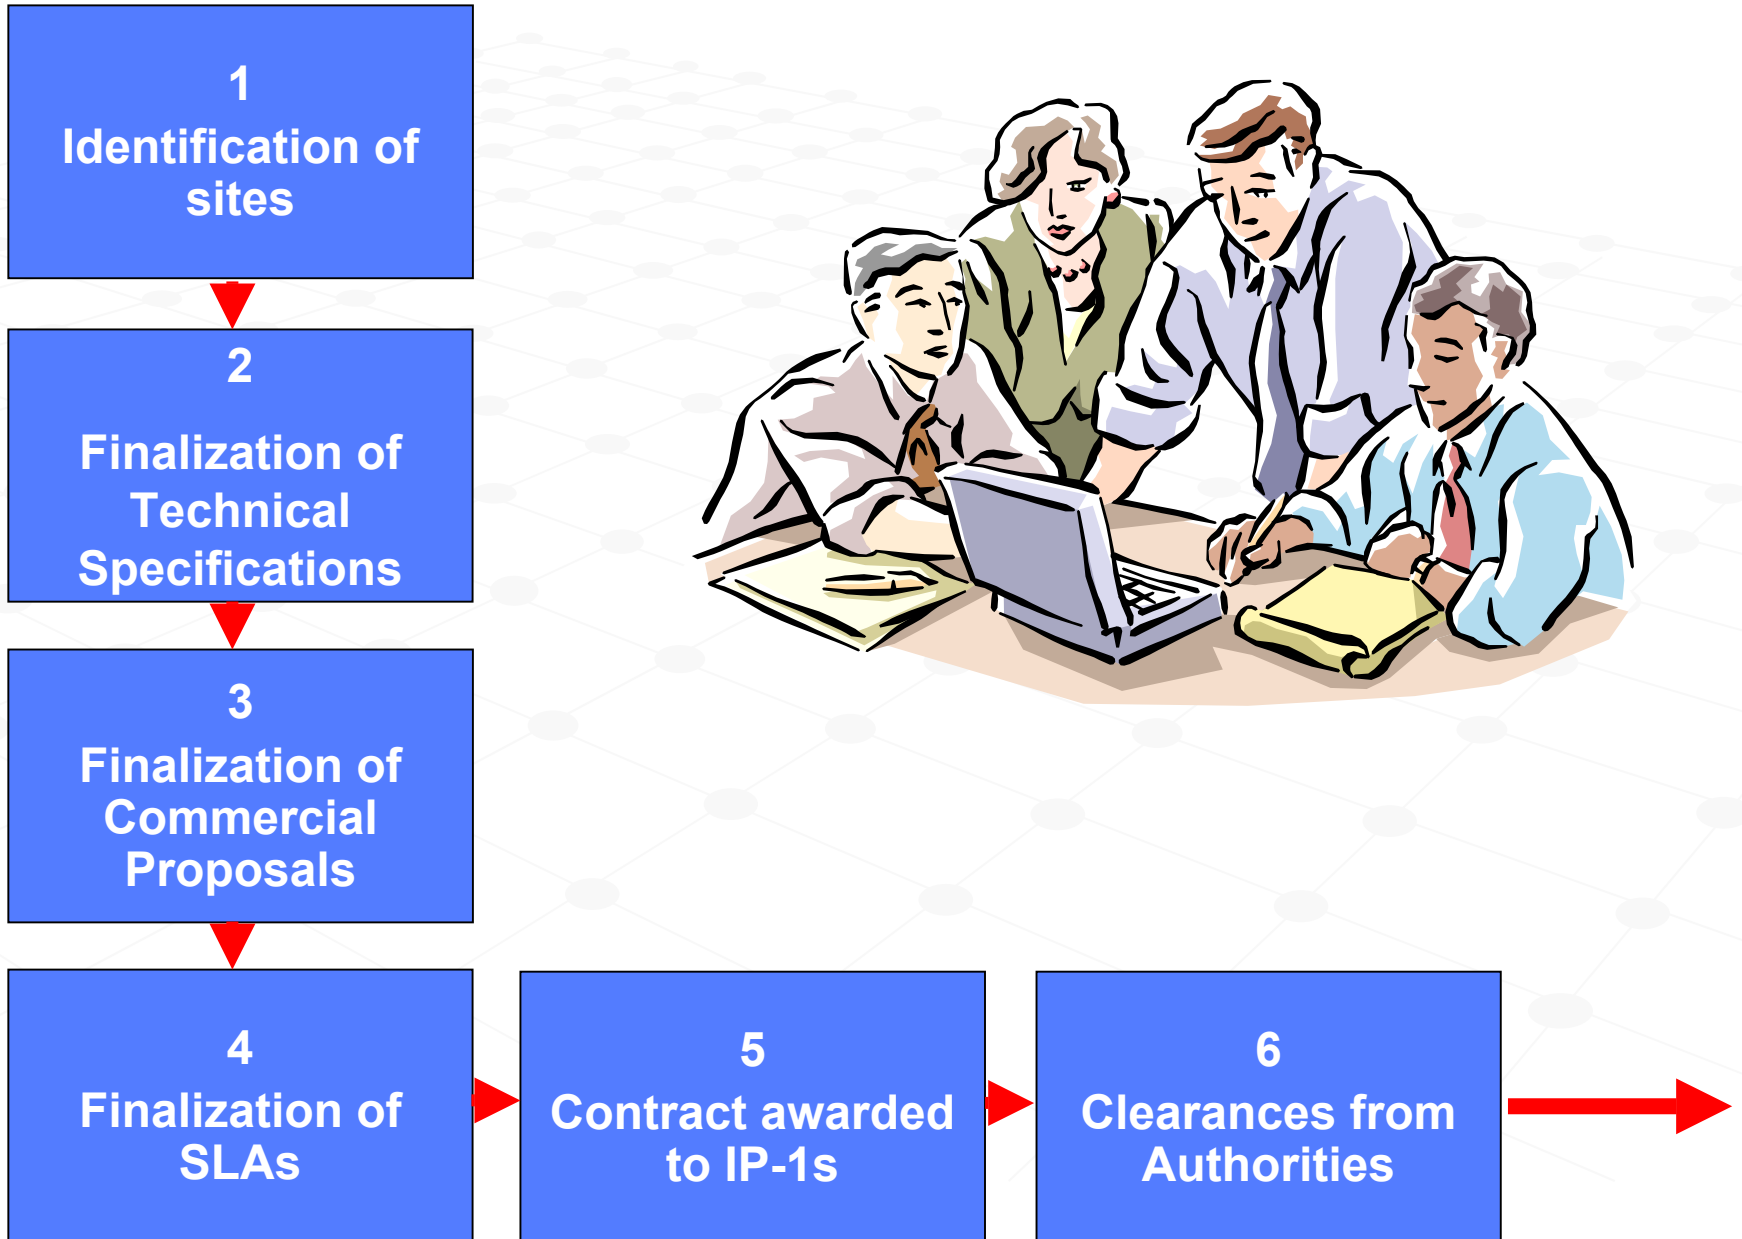 1
Identification of
sites
2
Finalization of
Technical
Specifications
3
Finalization of
Commercial
Proposals
4
Finalization of
SLAs
5
Contract awarded
to IP-1s
6
Clearances from
Authorities